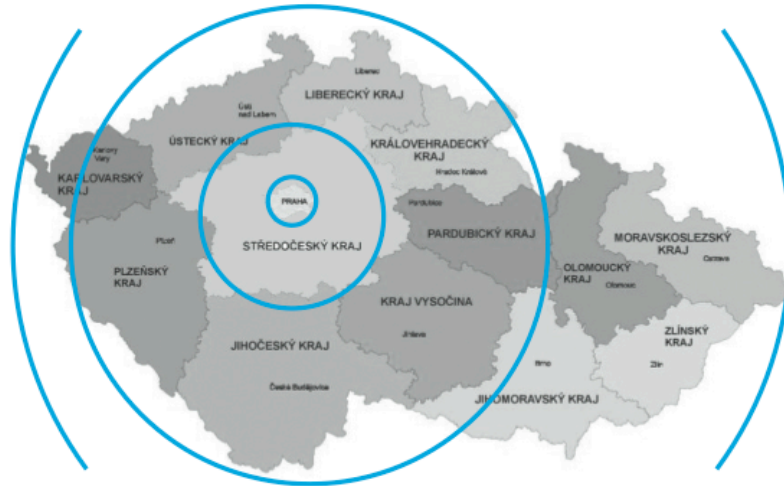 Liberec
LIBERECKÝ KRAJ
Ústí
nad Labem
ÚSTECKÝ KRAJ
KRÁLOVEHRADECKÝ
KRAJ
Hradec Králové
Karlovy
Vary
KARLOVARSKÝ
KRAJ
PRAHA
Pardubice
PARDUBICKÝ KRAJ
STŘEDOČESKÝ KRAJ
Plzeň
PLZEŇSKÝ
KRAJ
MORAVSKOSLEZSKÝ
KRAJ
Ostrava
OLOMOUCKÝ
KRAJ
Olomouc
KRAJ VYSOČINA
Jihlava
JIHOČESKÝ KRAJ
České Budějovice
ZLÍNSKÝ
KRAJ
Zlín
Brno
JIHOMORAVSKÝ KRAJ